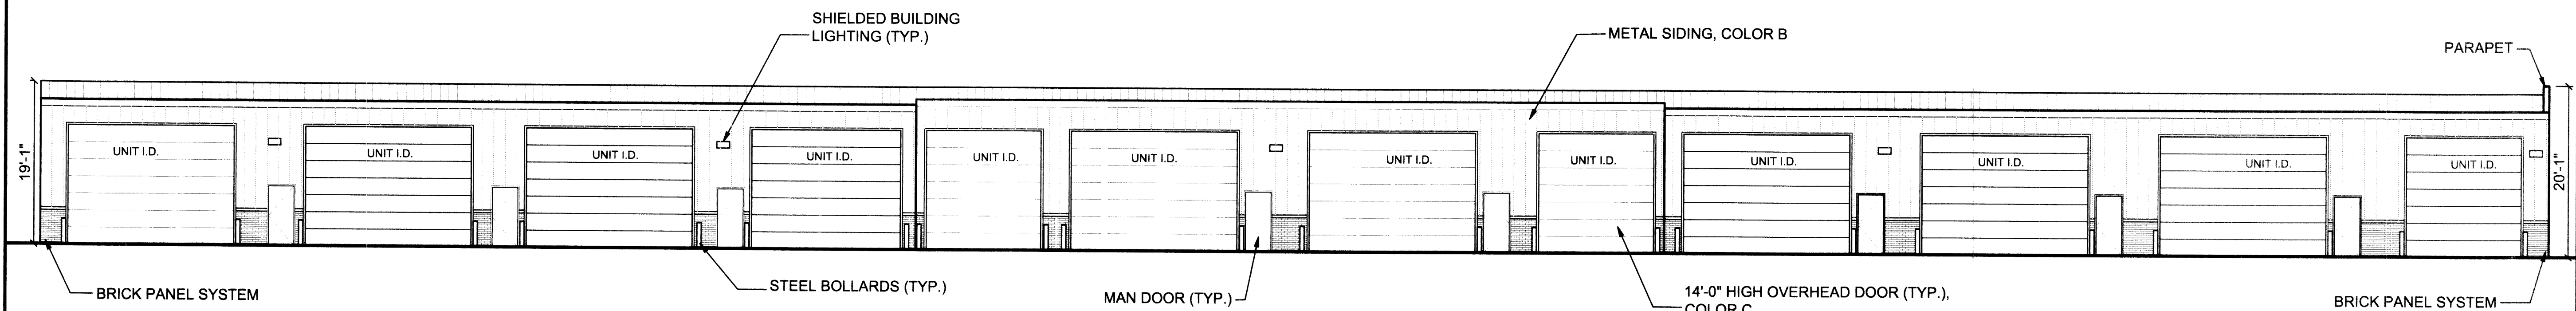 SHIELDED BUILDING
LIGHTING (TYP.)
METAL SIDING, COLOR B
PARAPET
19'-1"
UNIT I.D.
UNIT I.D.
UNIT I.D.
UNIT I.D.
UNIT I.D.
UNIT I.D.
UNIT I.D.
UNIT I.D.
UNIT I.D.
UNIT I.D.
UNIT I.D.
UNIT I.D.
20'-1"
BRICK PANEL SYSTEM
STEEL BOLLARDS (TYP.)
MAN DOOR (TYP.)
14'-0" HIGH OVERHEAD DOOR (TYP.),
COLOR C
BRICK PANEL SYSTEM